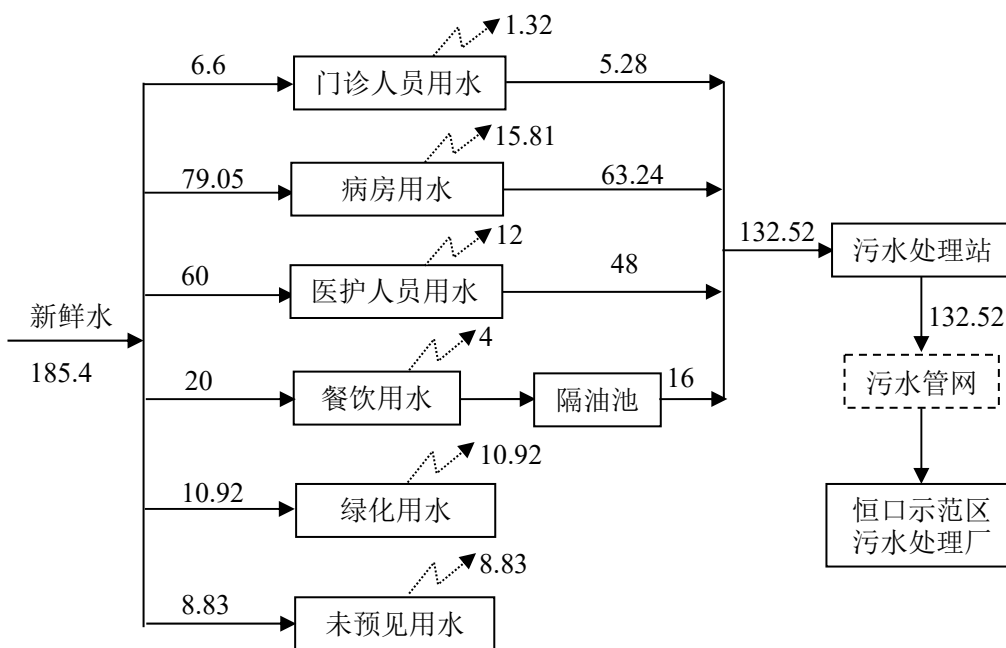 1.32
6.6
门诊人员用水
5.28
15.81
79.05
病房用水
63.24
132.52
污水处理站
12
60
医护人员用水
48
新鲜水
185.4
132.52
4
20
餐饮用水
隔油池
16
污水管网
10.92
10.92
绿化用水
恒口示范区
污水处理厂
8.83
8.83
未预见用水